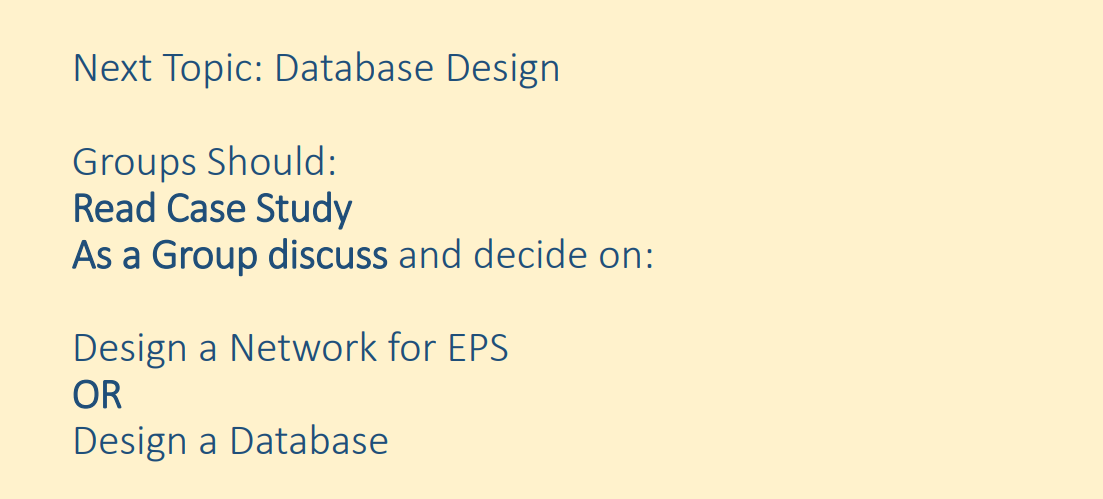 Next Topic: Database Design
Groups Should:
Read Case Study
As a Group discuss and decide on:
Design a Network for EPS
OR
Design a Database